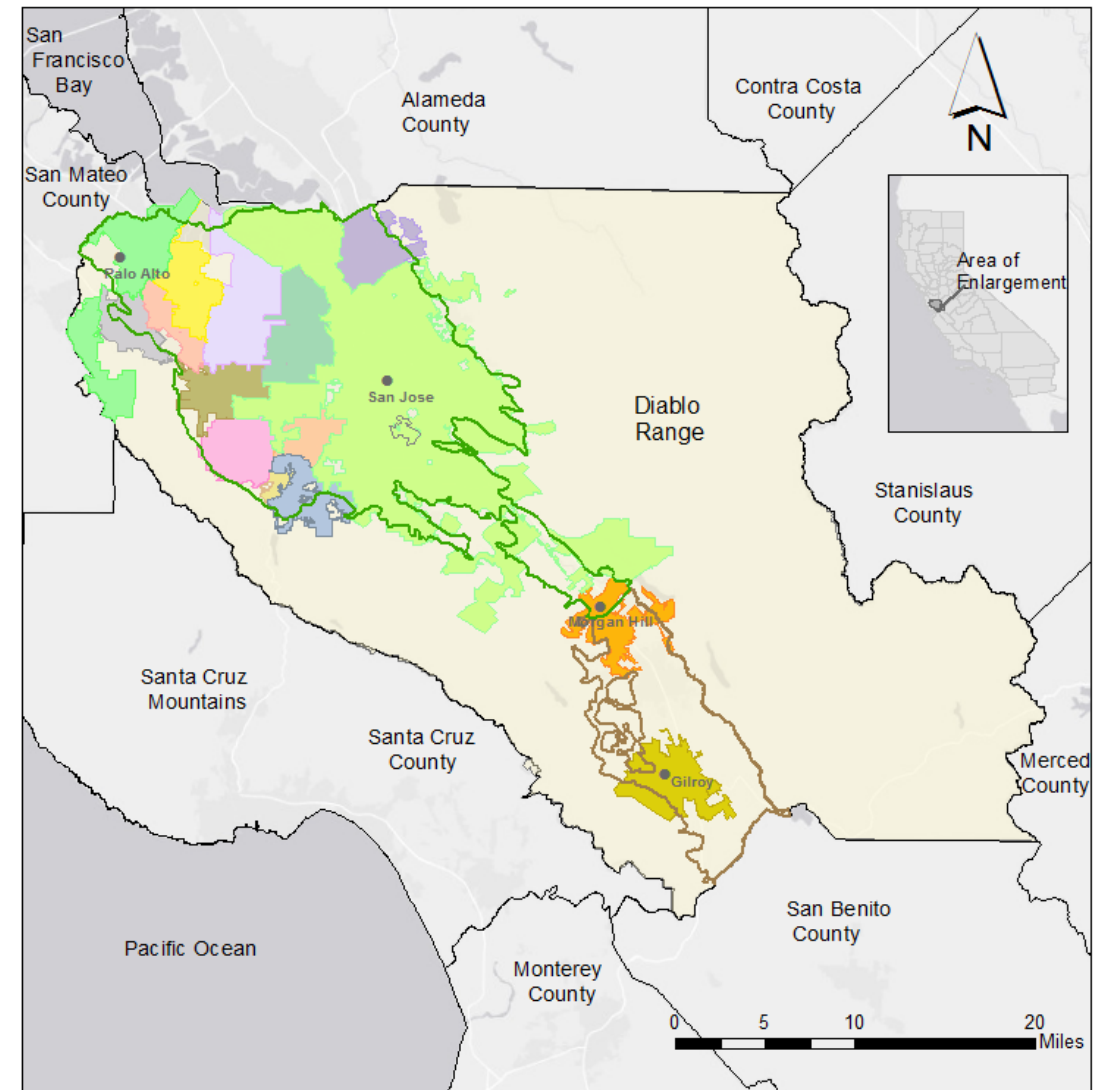 San
Francisco
Bay
Alameda
County
Contra Costa
County
N
San Mateo
County
Area of
Enlargement
Palo Alto
San Jose
Diablo
Range
Stanislaus
County
Morgan Hill
Santa Cruz
Mountains
Santa Cruz
County
Merced
County
Gilroy
San Benito
County
Pacific Ocean
Monterey
County
0 5 10 20
Miles